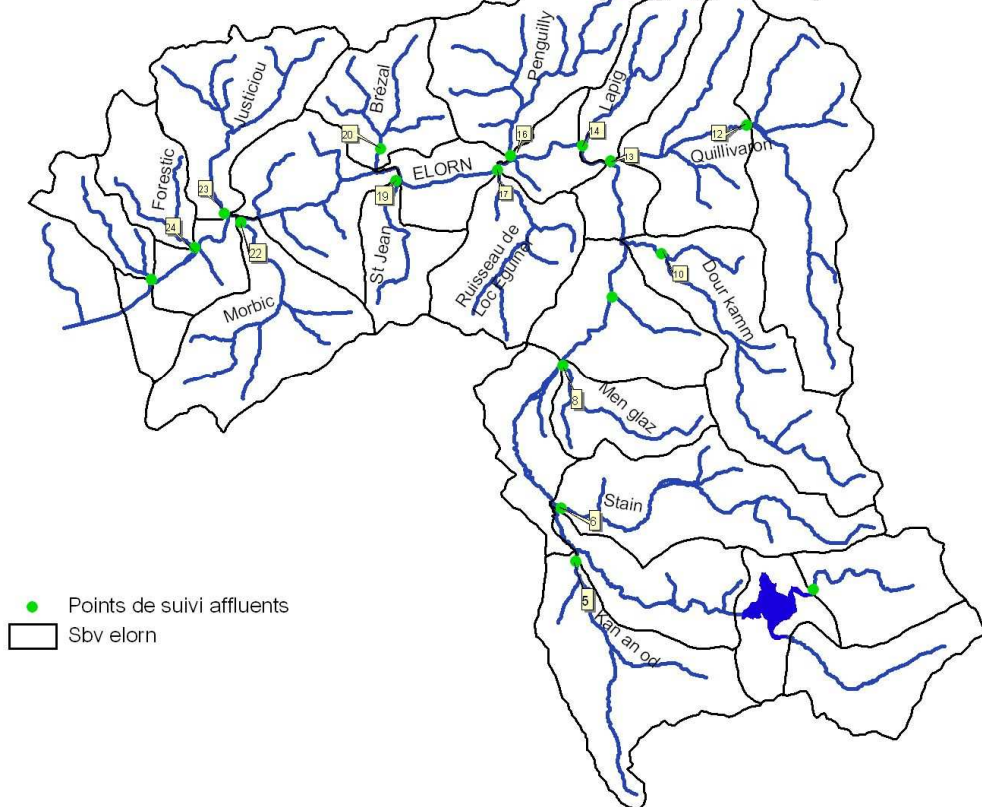 Penguilly
Justiciou
Brézal
Lapig
20
16
14
12
13
Quillivaron
Forestic
ELORN
23
19
17
24
22
St Jean
Ruisseau de
Loc Eguiner
10
Dour kamm
Morbic
8
Men glaz
Stain
6
5
Kan an od
Points de suivi affluents
Sbv elorn